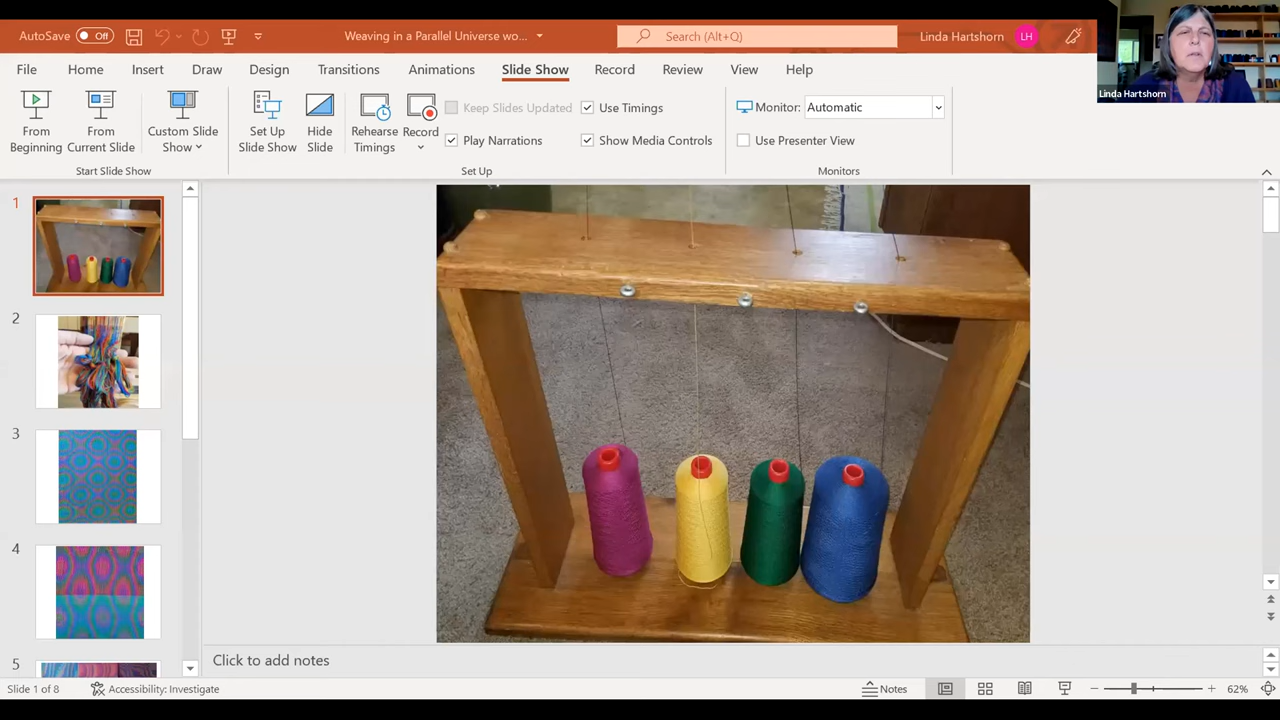 AutoSave Off Weaving in a Parallel Universe wo... Search (Alt+Q) Linda Hartshorn LH
File Home Insert Draw Design Transitions Animations Slide Show Record Review View Help
Linda Hartshorn
From Beginning
From Current Slide
Custom Slide Show
Set Up Slide Show
Hide Slide
Rehearse Timings
Record
Keep Slides Updated
Use Timings
Play Narrations
Show Media Controls
Monitor: Automatic
Use Presenter View
Start Slide Show Set Up Monitors
1
2
3
4
5
Click to add notes
Slide 1 of 8 Accessibility: Investigate Notes 62%